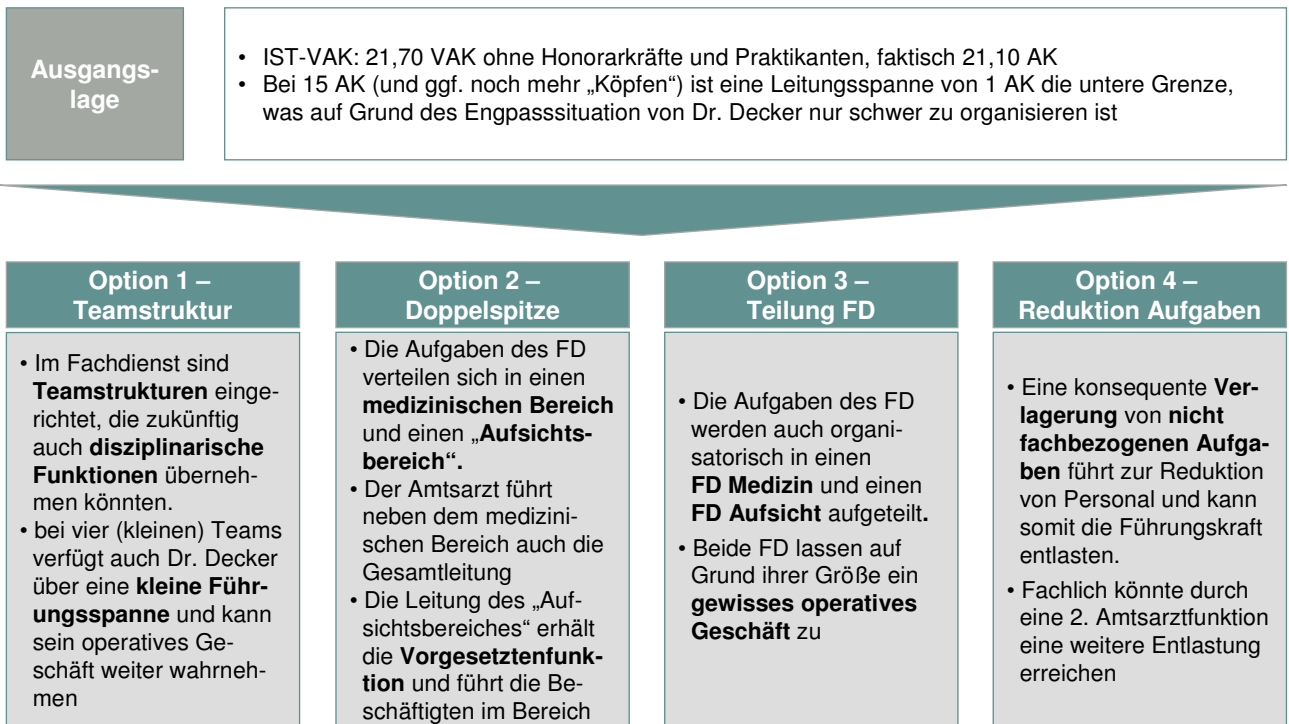 Ausgangs-
lage
• IST-VAK: 21,70 VAK ohne Honorarkräfte und Praktikanten, faktisch 21,10 AK
• Bei 15 AK (und ggf. noch mehr „Köpfen“) ist eine Leitungsspanne von 1 AK die untere Grenze,
was auf Grund des Engpasssituation von Dr. Decker nur schwer zu organisieren ist
Option 1 –
Teamstruktur
• Im Fachdienst sind
Teamstrukturen einge-
richtet, die zukünftig
auch disziplinarische
Funktionen überneh-
men könnten.
• bei vier (kleinen) Teams
verfügt auch Dr. Decker
über eine kleine Führ-
ungsspanne und kann
sein operatives Ge-
schäft weiter wahrneh-
men
Option 2 –
Doppelspitze
• Die Aufgaben des FD
verteilen sich in einen
medizinischen Bereich
und einen „Aufsichts-
bereich“.
• Der Amtsarzt führt
neben dem medizini-
schen Bereich auch die
Gesamtleitung
• Die Leitung des „Auf-
sichtsbereiches“ erhält
die Vorgesetztenfunk-
tion und führt die Be-
schäftigten im Bereich
Option 3 –
Teilung FD
• Die Aufgaben des FD
werden auch organi-
satorisch in einen
FD Medizin und einen
FD Aufsicht aufgeteilt.
• Beide FD lassen auf
Grund ihrer Größe ein
gewisses operatives
Geschäft zu
Option 4 –
Reduktion Aufgaben
• Eine konsequente Ver-
lagerung von nicht
fachbezogenen Aufga-
ben führt zur Reduktion
von Personal und kann
somit die Führungskraft
entlasten.
• Fachlich könnte durch
eine 2. Amtsarztfunktion
eine weitere Entlastung
erreichen